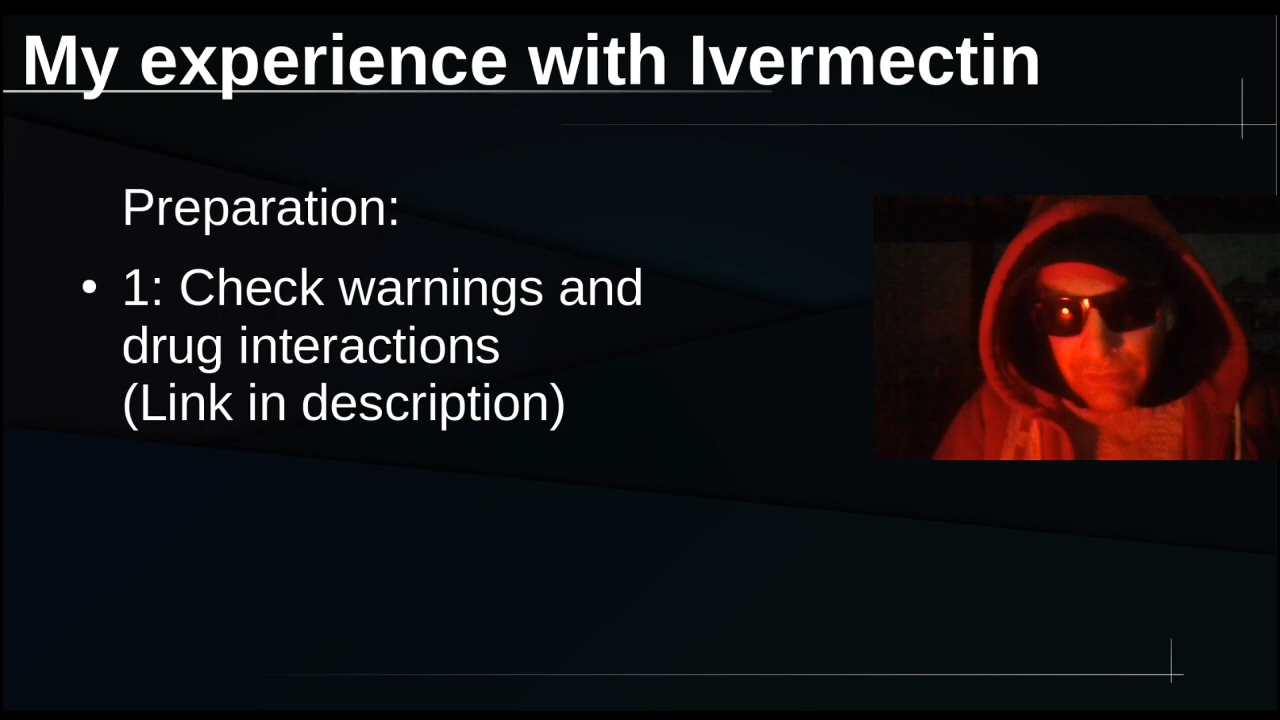 My experience with Ivermectin
Preparation:
• 1: Check warnings and
drug interactions
(Link in description)